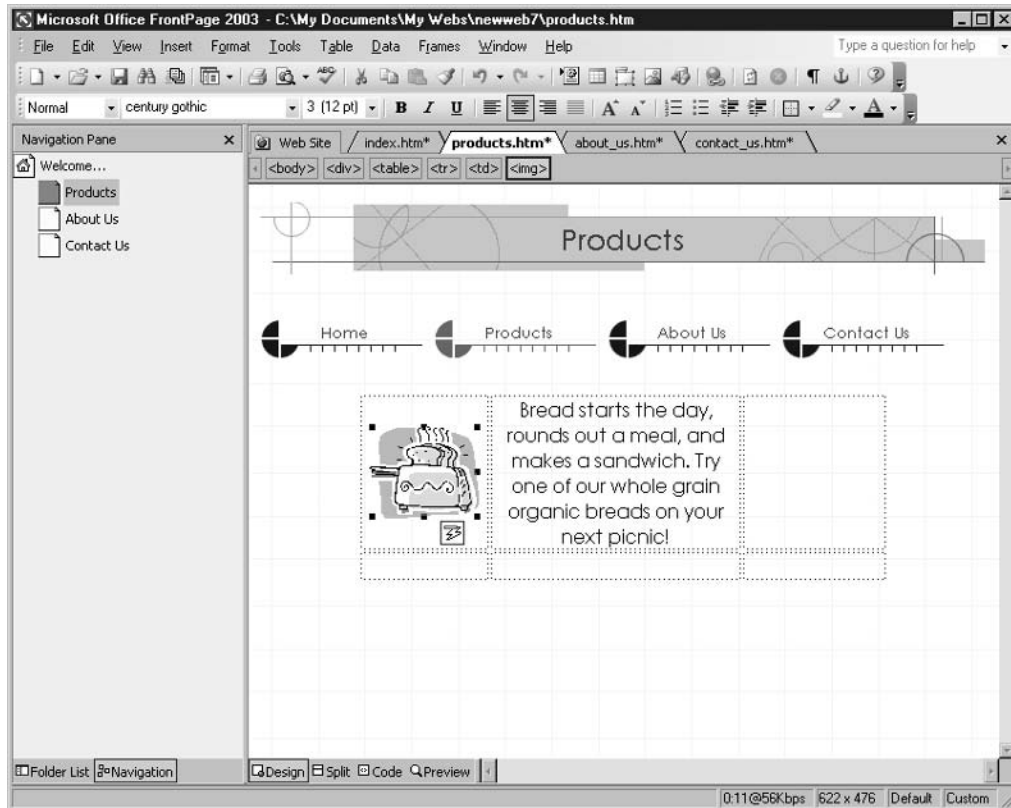 Microsoft Office FrontPage 2003 - C:\My Documents\My Webs\newweb7\products.htm
File Edit View Insert Format Tools Table Data Frames Window Help Type a question for help
Normal century gothic 3 (12 pt) B I U A A A
Navigation Pane
Web Site index.htm* products.htm* about_us.htm* contact_us.htm*
<body> <div> <table> <tr> <td> <img>
Welcome...
Products
About Us
Contact Us
Products
Home Products About Us Contact Us
Bread starts the day,
rounds out a meal, and
makes a sandwich. Try
one of our whole grain
organic breads on your
next picnic!
Folder List Navigation
Design Split Code Preview
0:11@56Kbps 622 x 476 Default Custom